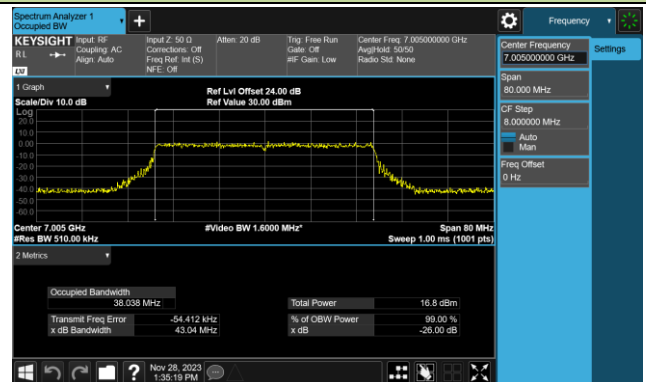 Spectrum Analyzer 1
Occupied BW
Frequency
KEYSIGHT
RL
LXI
Input: RF
Coupling: AC
Align: Auto
Input Z: 50 Ω
Corrections: Off
Freq Ref: Int (S)
NFE: Off
Atten: 20 dB
Trig: Free Run
Gate: Off
#IF Gain: Low
Center Freq: 7.005000000 GHz
Avg|Hold: 50/50
Radio Std: None
Center Frequency
7.005000000 GHz
Settings
Span
80.000 MHz
CF Step
8.000000 MHz
Auto
Man
Freq Offset
0 Hz
1 Graph
Scale/Div 10.0 dB
Ref Lvl Offset 24.00 dB
Ref Value 30.00 dBm
Log
20.0
10.0
0.00
-10.0
-20.0
-30.0
-40.0
-50.0
-60.0
Center 7.005 GHz
#Video BW 1.6000 MHz*
Span 80 MHz
#Res BW 510.00 kHz
Sweep 1.00 ms (1001 pts)
2 Metrics
Occupied Bandwidth
38.038 MHz
Total Power 16.8 dBm
Transmit Freq Error -54.412 kHz
% of OBW Power 99.00 %
x dB Bandwidth 43.04 MHz
x dB -26.00 dB
?
Nov 28, 2023
1:35:19 PM